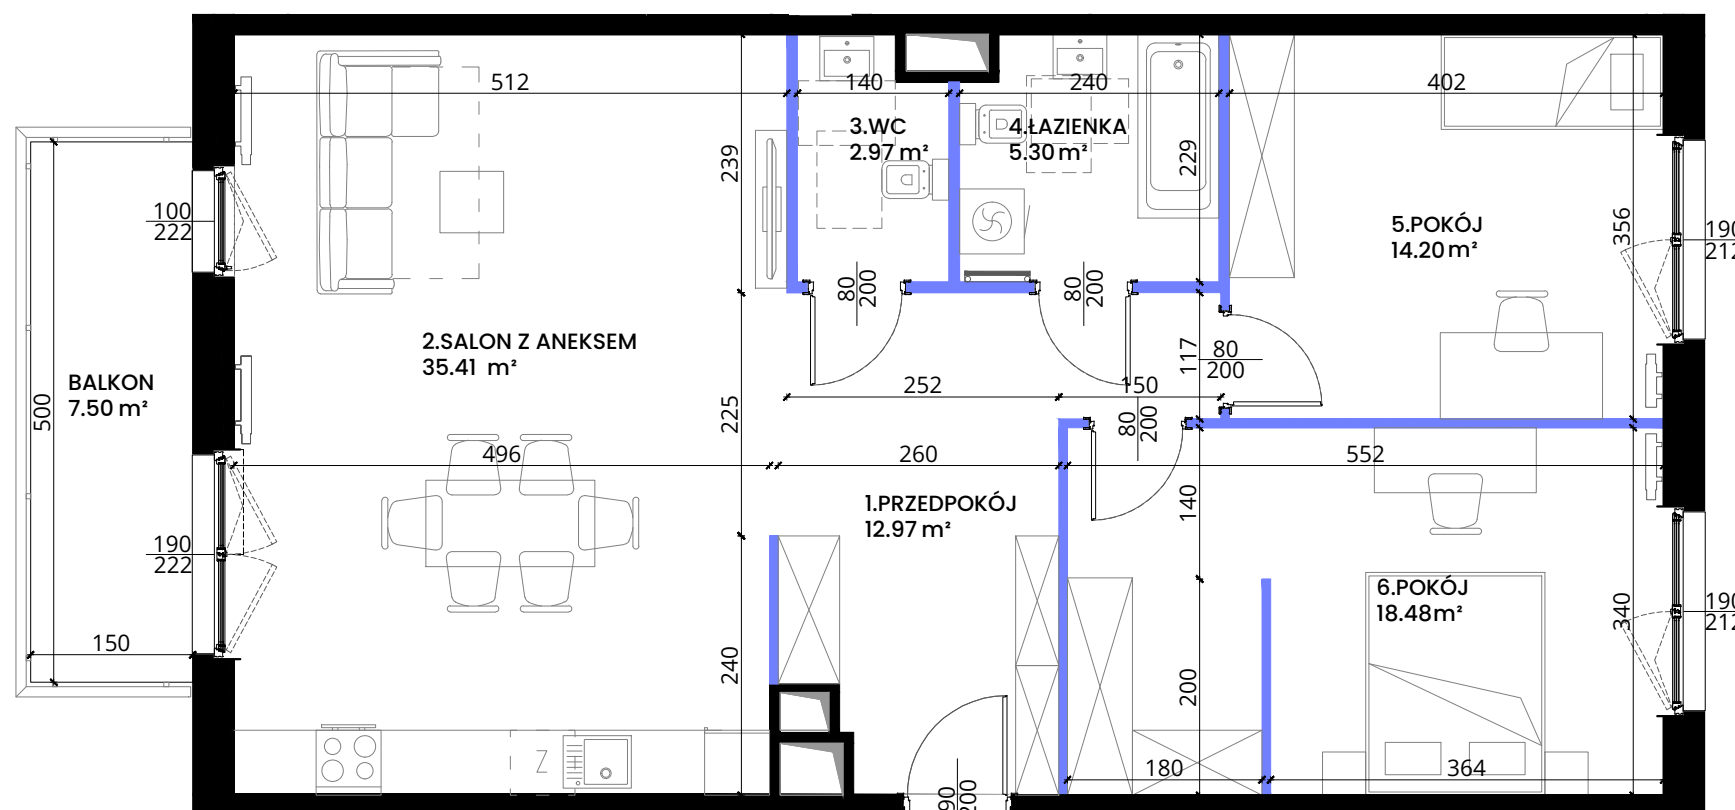 512
140
240
402
3.WC
2.97 m²
4.ŁAZIENKA
5.30 m²
239
229
100
222
5.POKÓJ
14.20 m²
356
190
212
80
200
80
200
2.SALON Z ANEKSEM
35.41 m²
117
80
200
BALKON
7.50 m²
500
252
150
225
80
200
496
260
552
1.PRZEDPOKÓJ
12.97 m²
140
190
222
6.POKÓJ
18.48 m²
340
190
212
150
240
200
Z
180
364
90
200